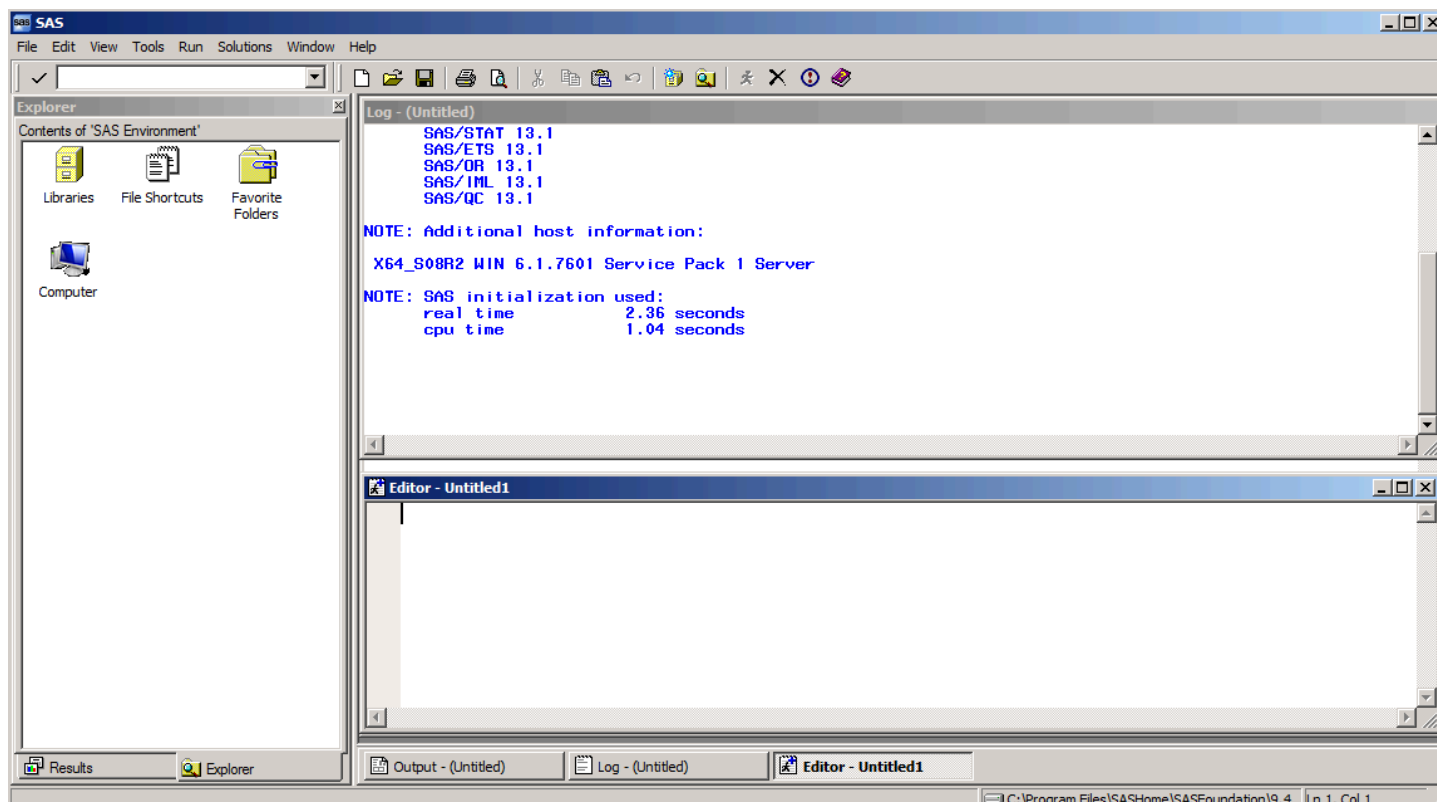 sas SAS
File Edit View Tools Run Solutions Window Help
Explorer
Contents of 'SAS Environment'
Libraries File Shortcuts Favorite Folders
Computer
Log - (Untitled)
SAS/STAT 13.1
SAS/ETS 13.1
SAS/OR 13.1
SAS/IML 13.1
SAS/QC 13.1
NOTE: Additional host information:
X64_S08R2 WIN 6.1.7601 Service Pack 1 Server
NOTE: SAS initialization used:
real time 2.36 seconds
cpu time 1.04 seconds
Editor - Untitled1
Results Explorer
Output - (Untitled) Log - (Untitled) Editor - Untitled1
C:\Program Files\SASHome\SASFoundation\9.4 Ln 1, Col 1